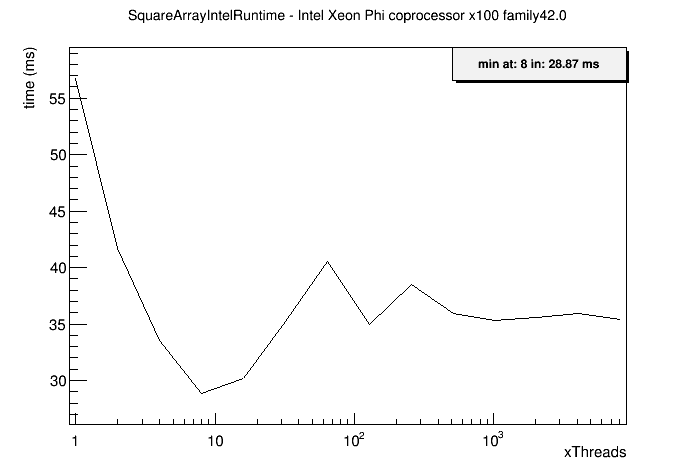 SquareArrayIntelRuntime - Intel Xeon Phi coprocessor x100 family42.0
time (ms)
min at: 8 in: 28.87 ms
55
50
45
40
35
30
1 10 10² 10³
xThreads